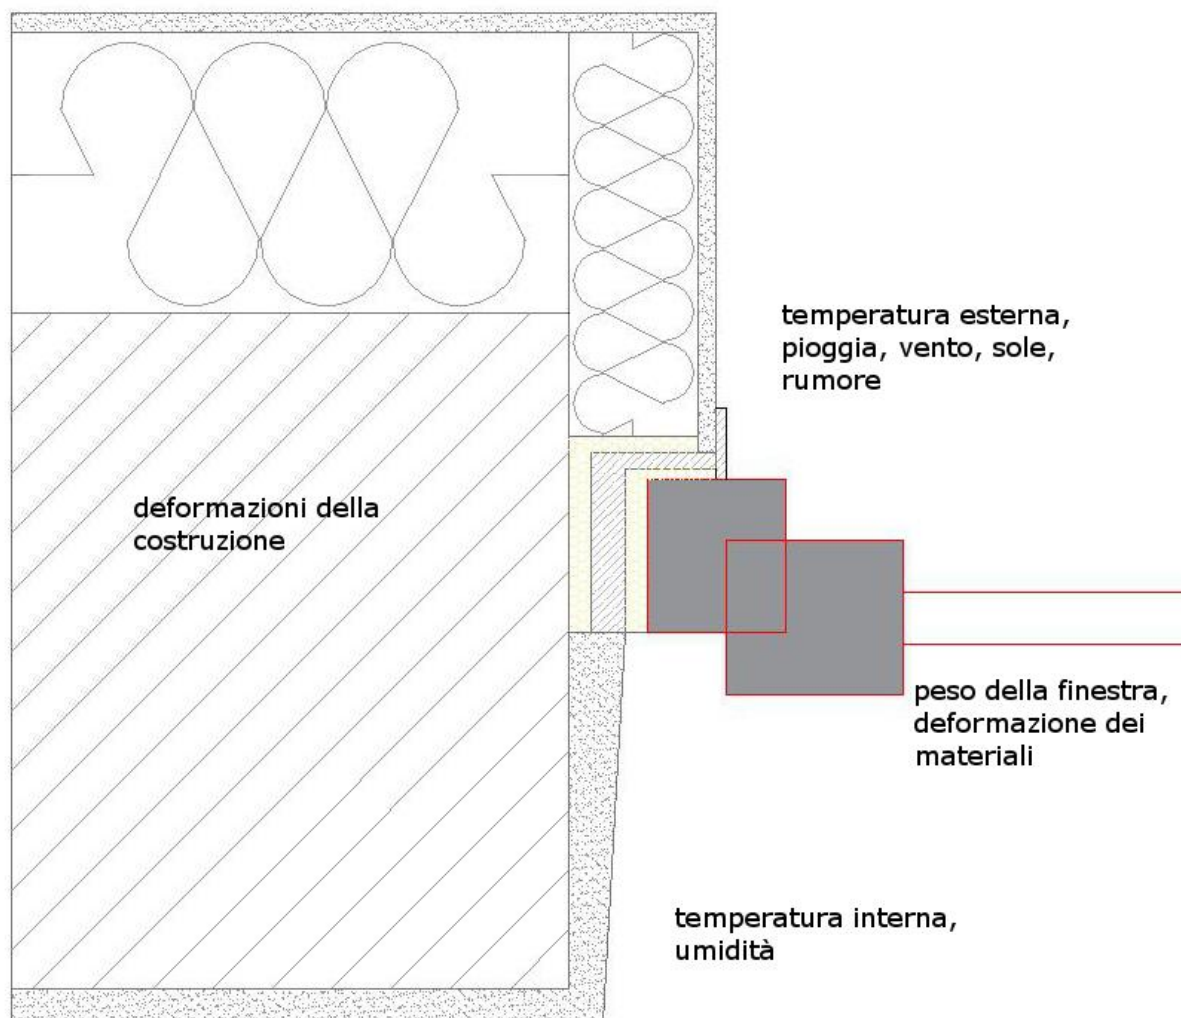 temperatura esterna,
pioggia, vento, sole,
rumore
deformazioni della
costruzione
peso della finestra,
deformazione dei
materiali
temperatura interna,
umidità